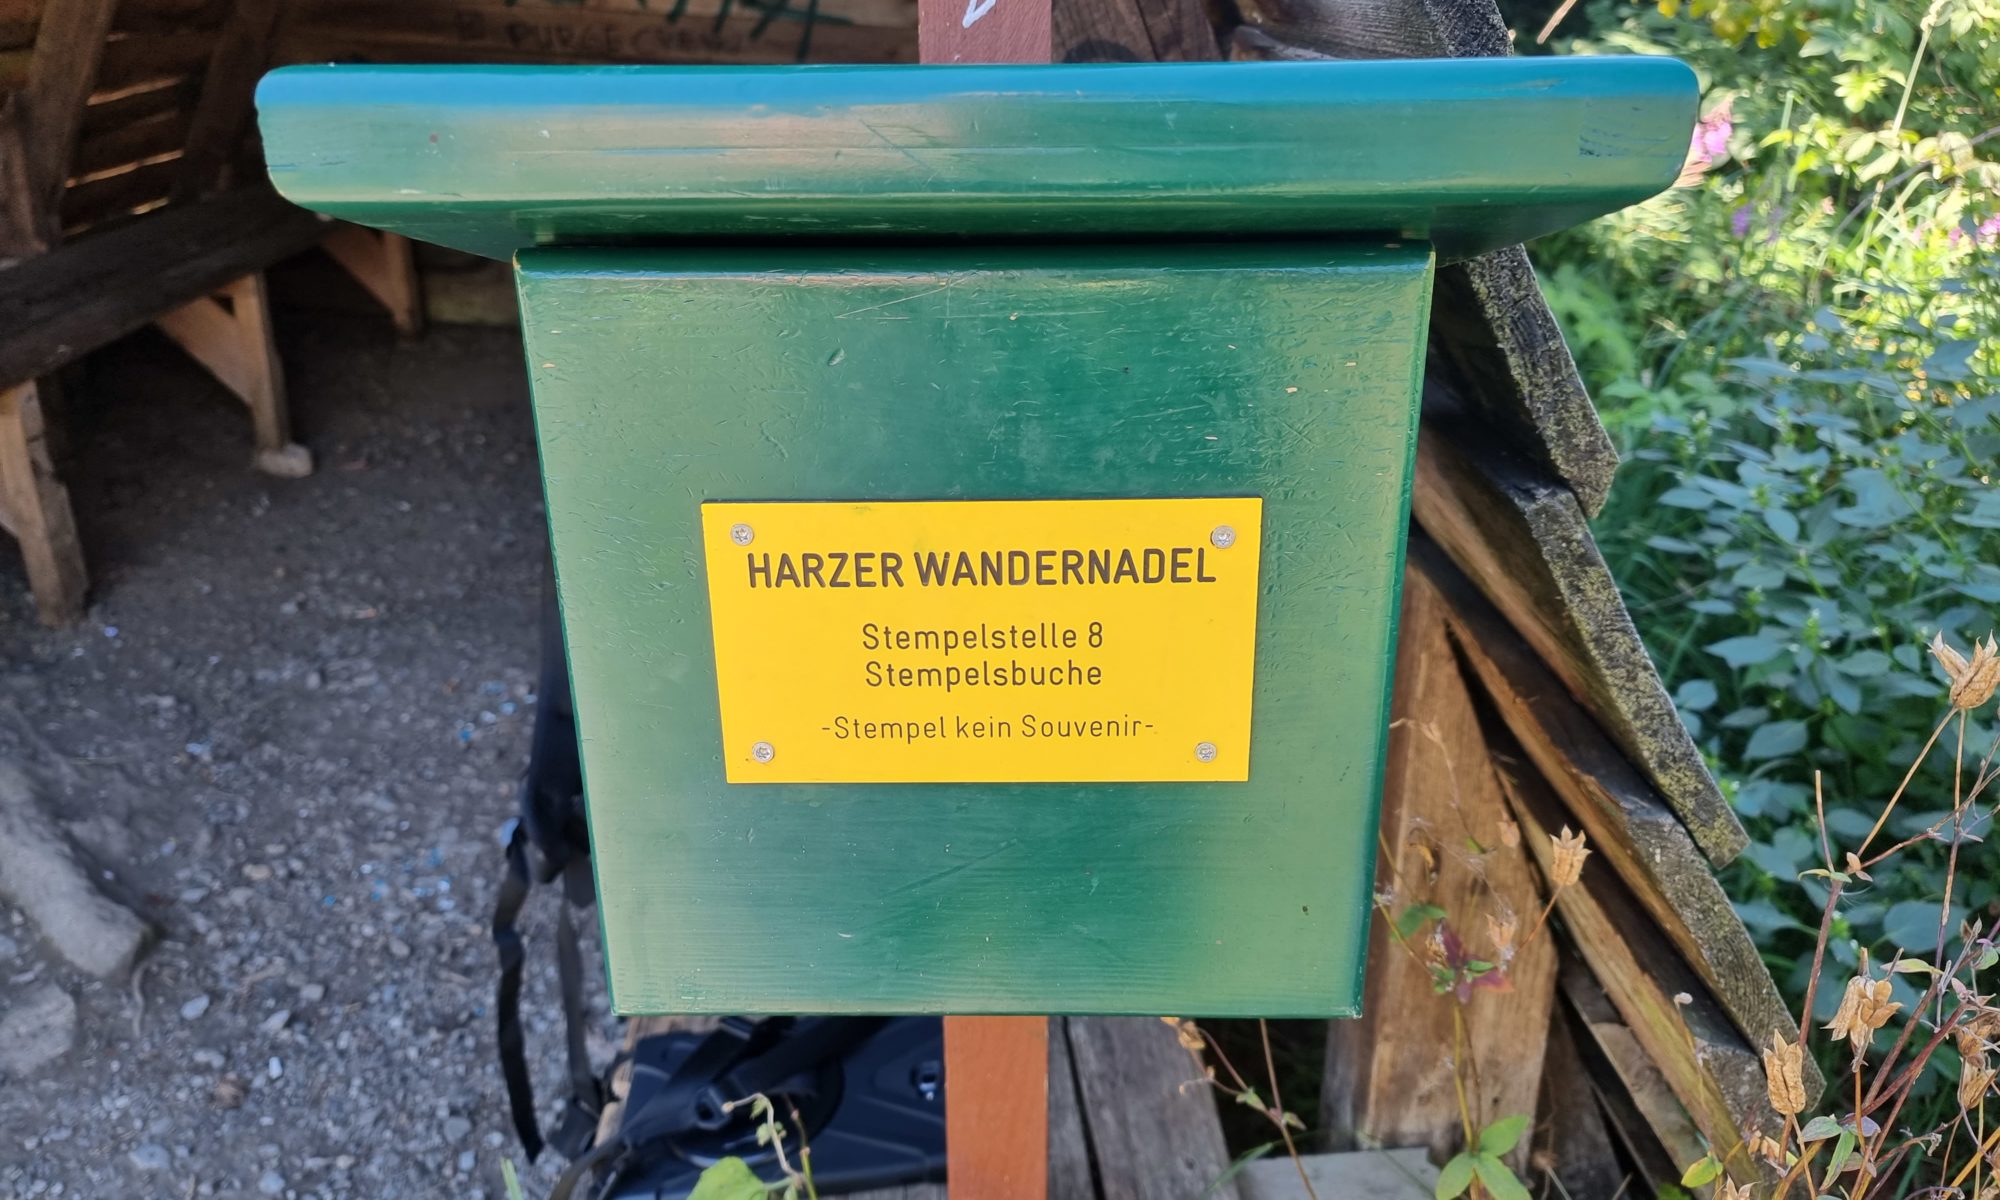 HARZER WANDERNADEL
Stempelstelle 8
Stempelsbuche
-Stempel kein Souvenir-